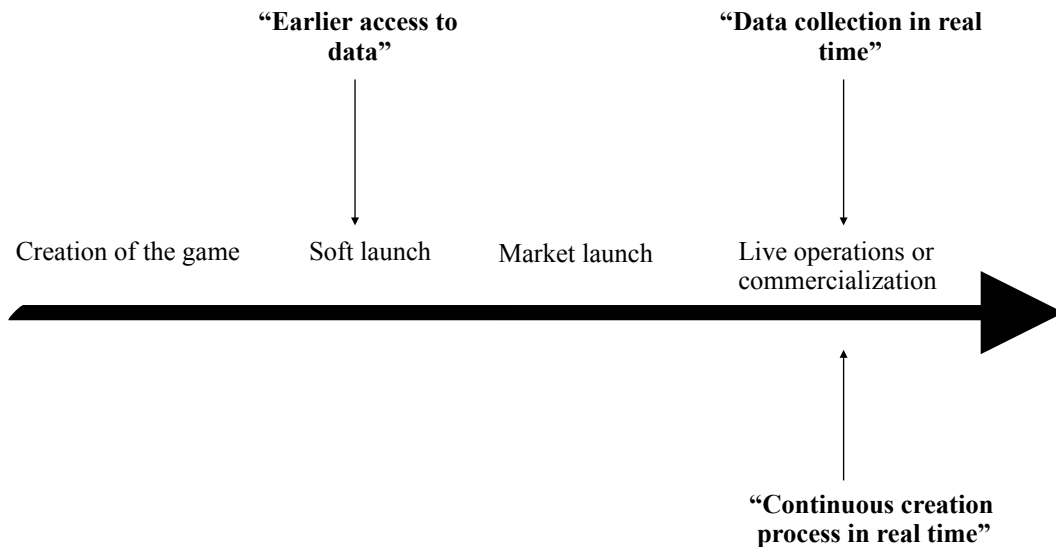 “Earlier access to
data”
“Data collection in real
time”
Creation of the game
Soft launch
Market launch
Live operations or
commercialization
“Continuous creation
process in real time”